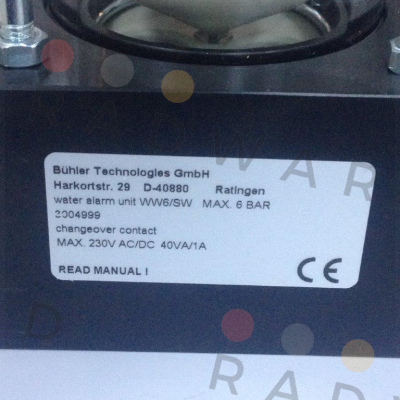 Bühler Technologies GmbH
Harkortstr. 29 D-40880 Ratingen
water alarm unit WW6/SW MAX. 6 BAR
2004999
changeover contact
MAX. 230V AC/DC 40VA/1A
READ MANUAL !
CE